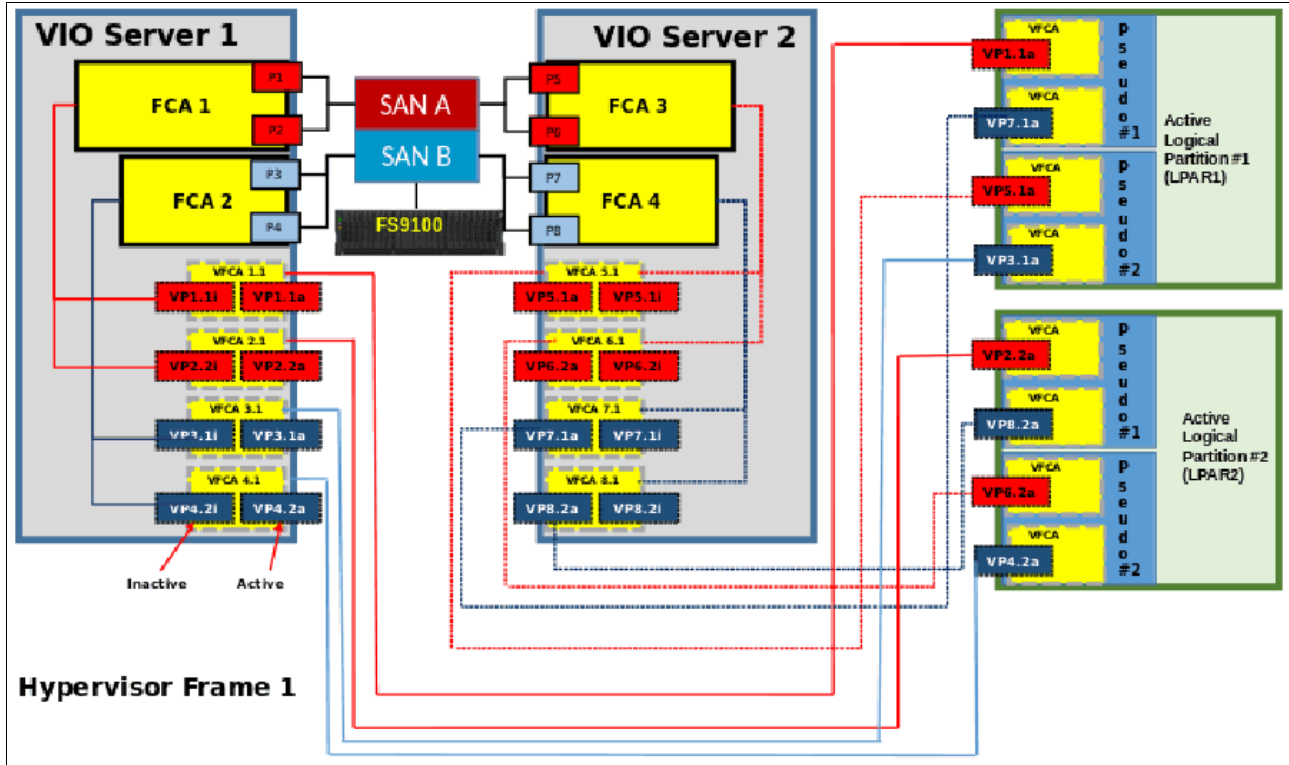 VIO Server 1
P1
FCA 1
P2
P3
FCA 2
P4
SAN A
SAN B
FS9100
VIO Server 2
P5
FCA 3
P6
P7
FCA 4
P8
VFCA 1.1
VP1.1i
VP1.1a
VFCA 2.1
VP2.2i
VP2.2a
VFCA 3.1
VP3.1i
VP3.1a
VFCA 4.1
VP4.2i
VP4.2a
Inactive
Active
VFCA 5.1
VP5.1a
VP5.1i
VFCA 6.1
VP6.2a
VP6.2i
VFCA 7.1
VP7.1a
VP7.1i
VFCA 8.1
VP8.2a
VP8.2i
VFCA
VP1.1a
VFCA
VP7.1a
Pseudo
#1
VFCA
VP5.1a
VFCA
VP3.1a
Pseudo
#2
Active
Logical
Partition #1
(LPAR1)
VFCA
VP2.2a
VFCA
VP8.2a
Pseudo
#1
VFCA
VP6.2a
VFCA
VP4.2a
Pseudo
#2
Active
Logical
Partition #2
(LPAR2)
Hypervisor Frame 1